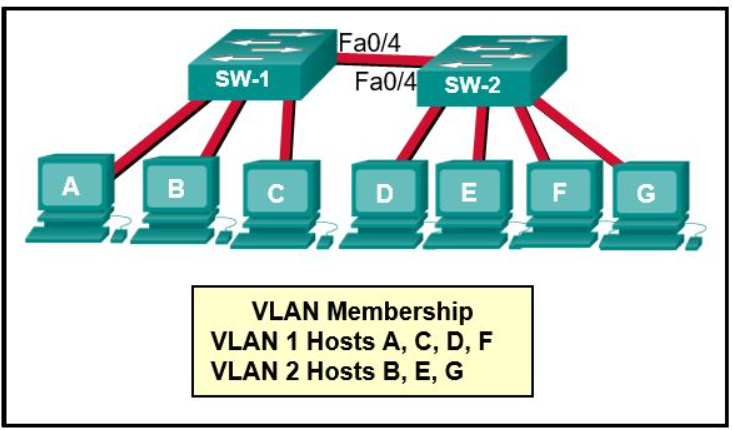 Fa0/4
SW-1
Fa0/4
SW-2
A
B
C
D
E
F
G
VLAN Membership
VLAN 1 Hosts A, C, D, F
VLAN 2 Hosts B, E, G